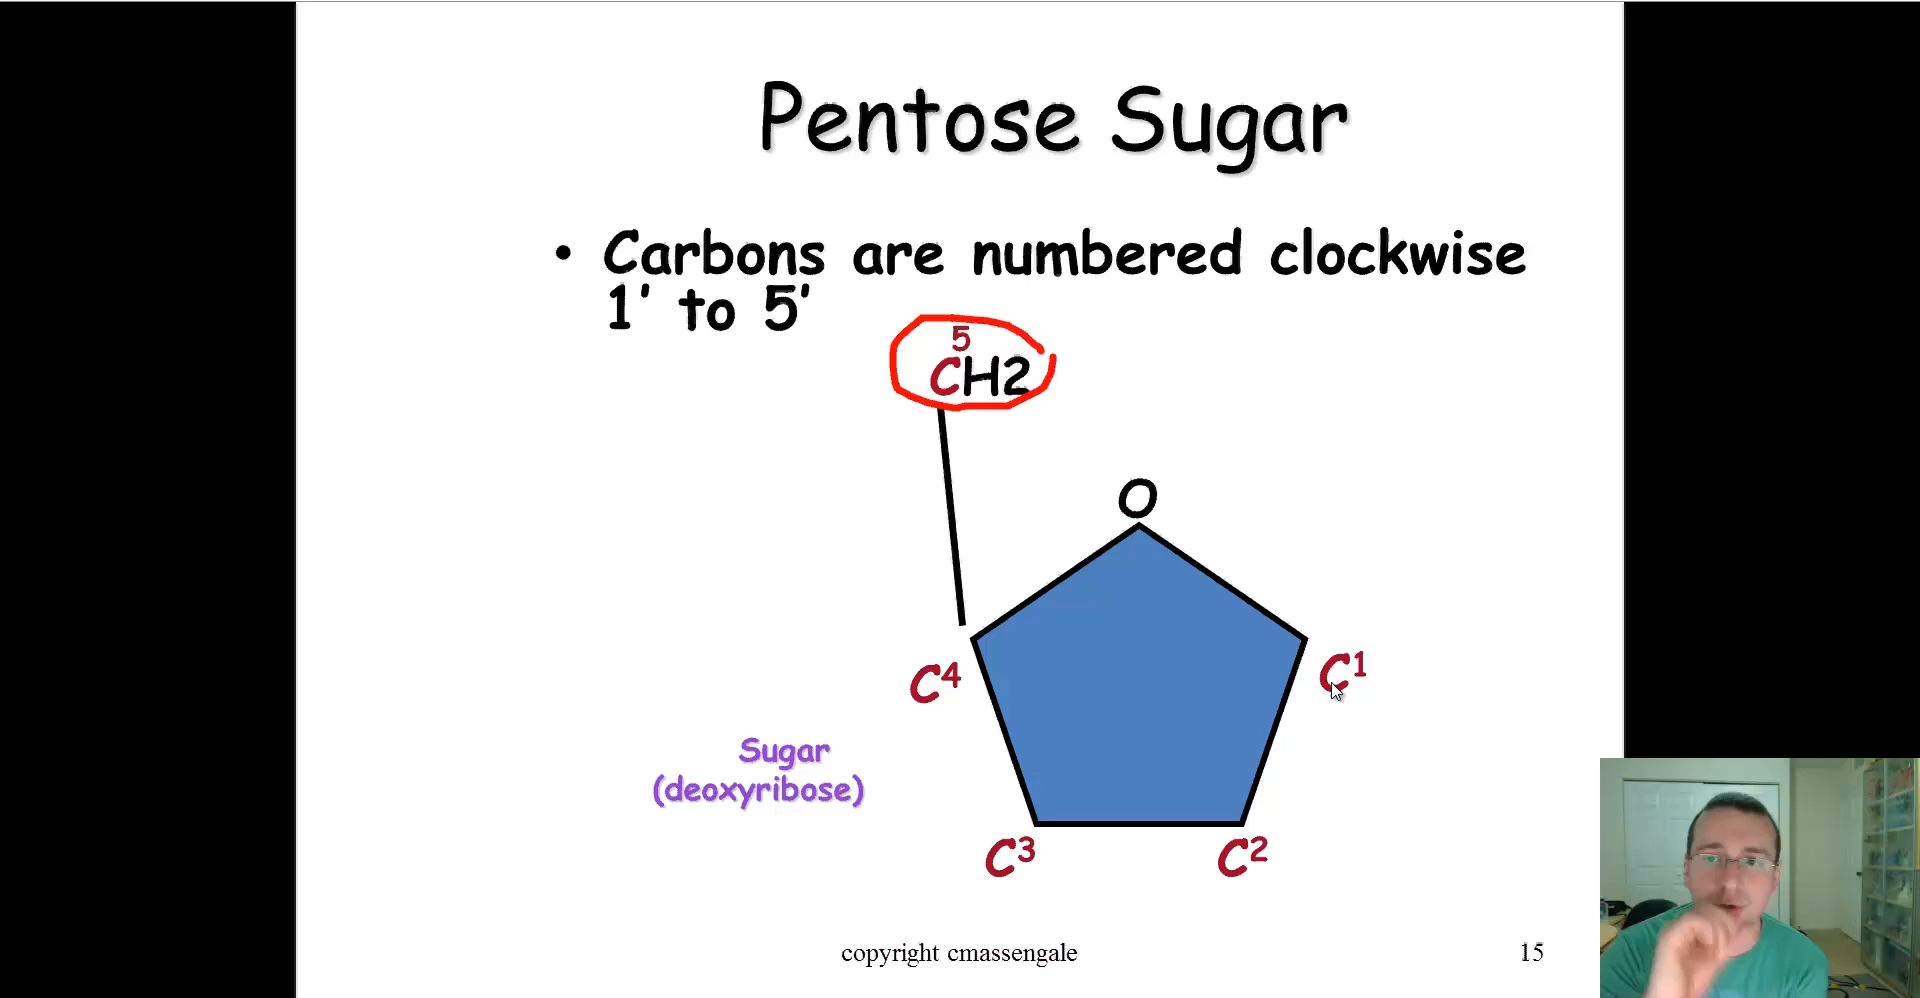 Pentose Sugar
• Carbons are numbered clockwise
1' to 5'
5
CH2
O
C1
C4
Sugar
(deoxyribose)
C3
C2
copyright cmassengale
15